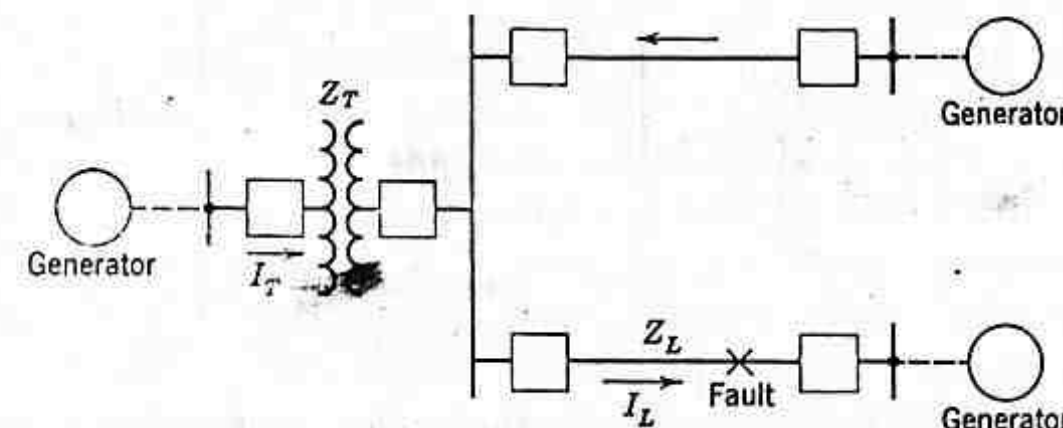 Generator
Z_T
Generator
I_T
Z_L
Fault
I_L
Generator